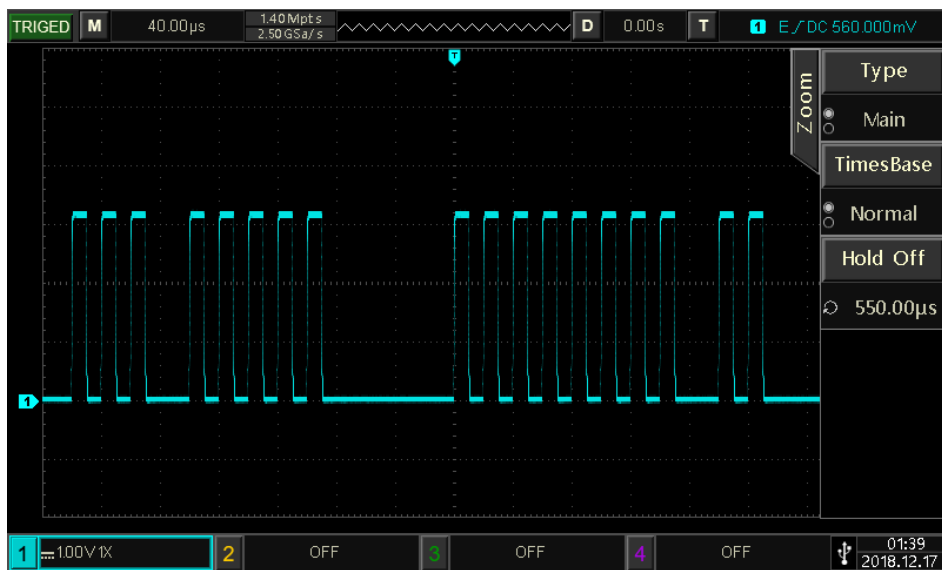 TRIGED M 40.00µs 1.40Mpts D 0.00s T 1 E DC 560.000mV
2.50GSa/s
T
Zoom
Type
Main
TimesBase
Normal
Hold Off
550.00µs
1
1 1.00V 1X 2 OFF 3 OFF 4 OFF 01:39
2018.12.17